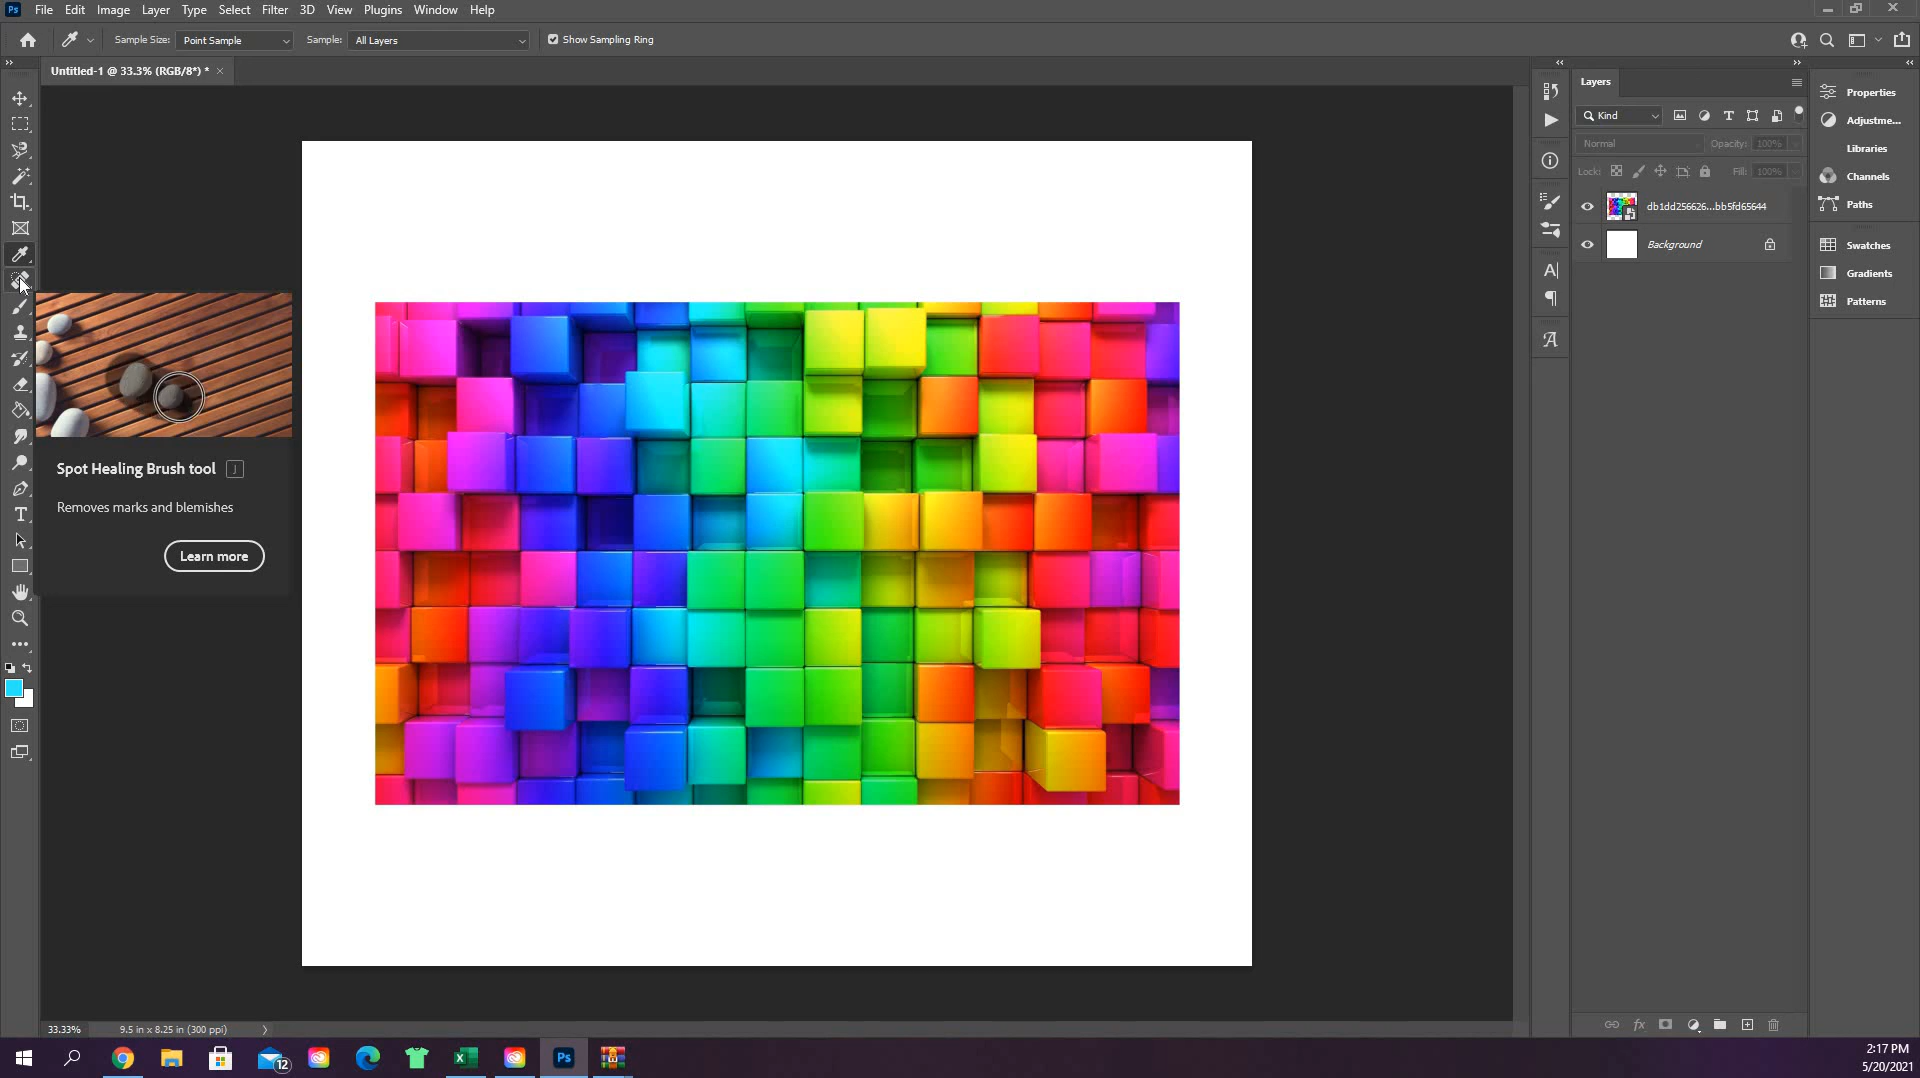 Ps File Edit Image Layer Type Select Filter 3D View Plugins Window Help
Sample Size: Point Sample Sample: All Layers Show Sampling Ring
Untitled-1 @ 33.3% (RGB/8*) * ×
Layers
Kind
Normal Opacity: 100%
Lock: Fill: 100%
db1dd256626...bb5fd65644
Background
Properties
Adjustme...
Libraries
Channels
Paths
Swatches
Gradients
Patterns
Spot Healing Brush tool J
Removes marks and blemishes
Learn more
33.33% 9.5 in x 8.25 in (300 ppi)
12
Ps
2:17 PM
5/20/2021